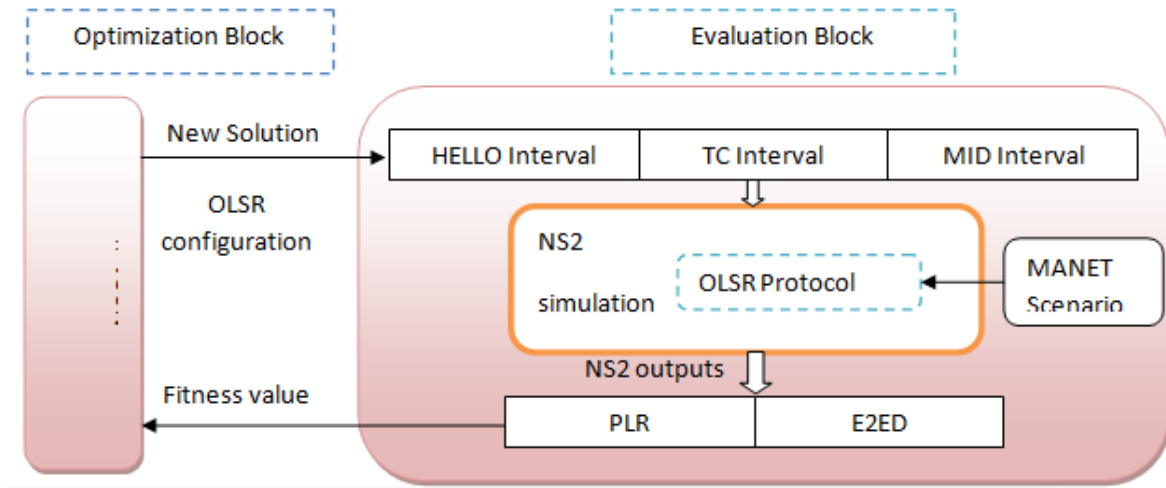 Optimization Block
Evaluation Block
New Solution
HELLO Interval
TC Interval
MID Interval
OLSR
configuration
NS2
simulation
OLSR Protocol
MANET
Scenario
NS2 outputs
Fitness value
PLR
E2ED